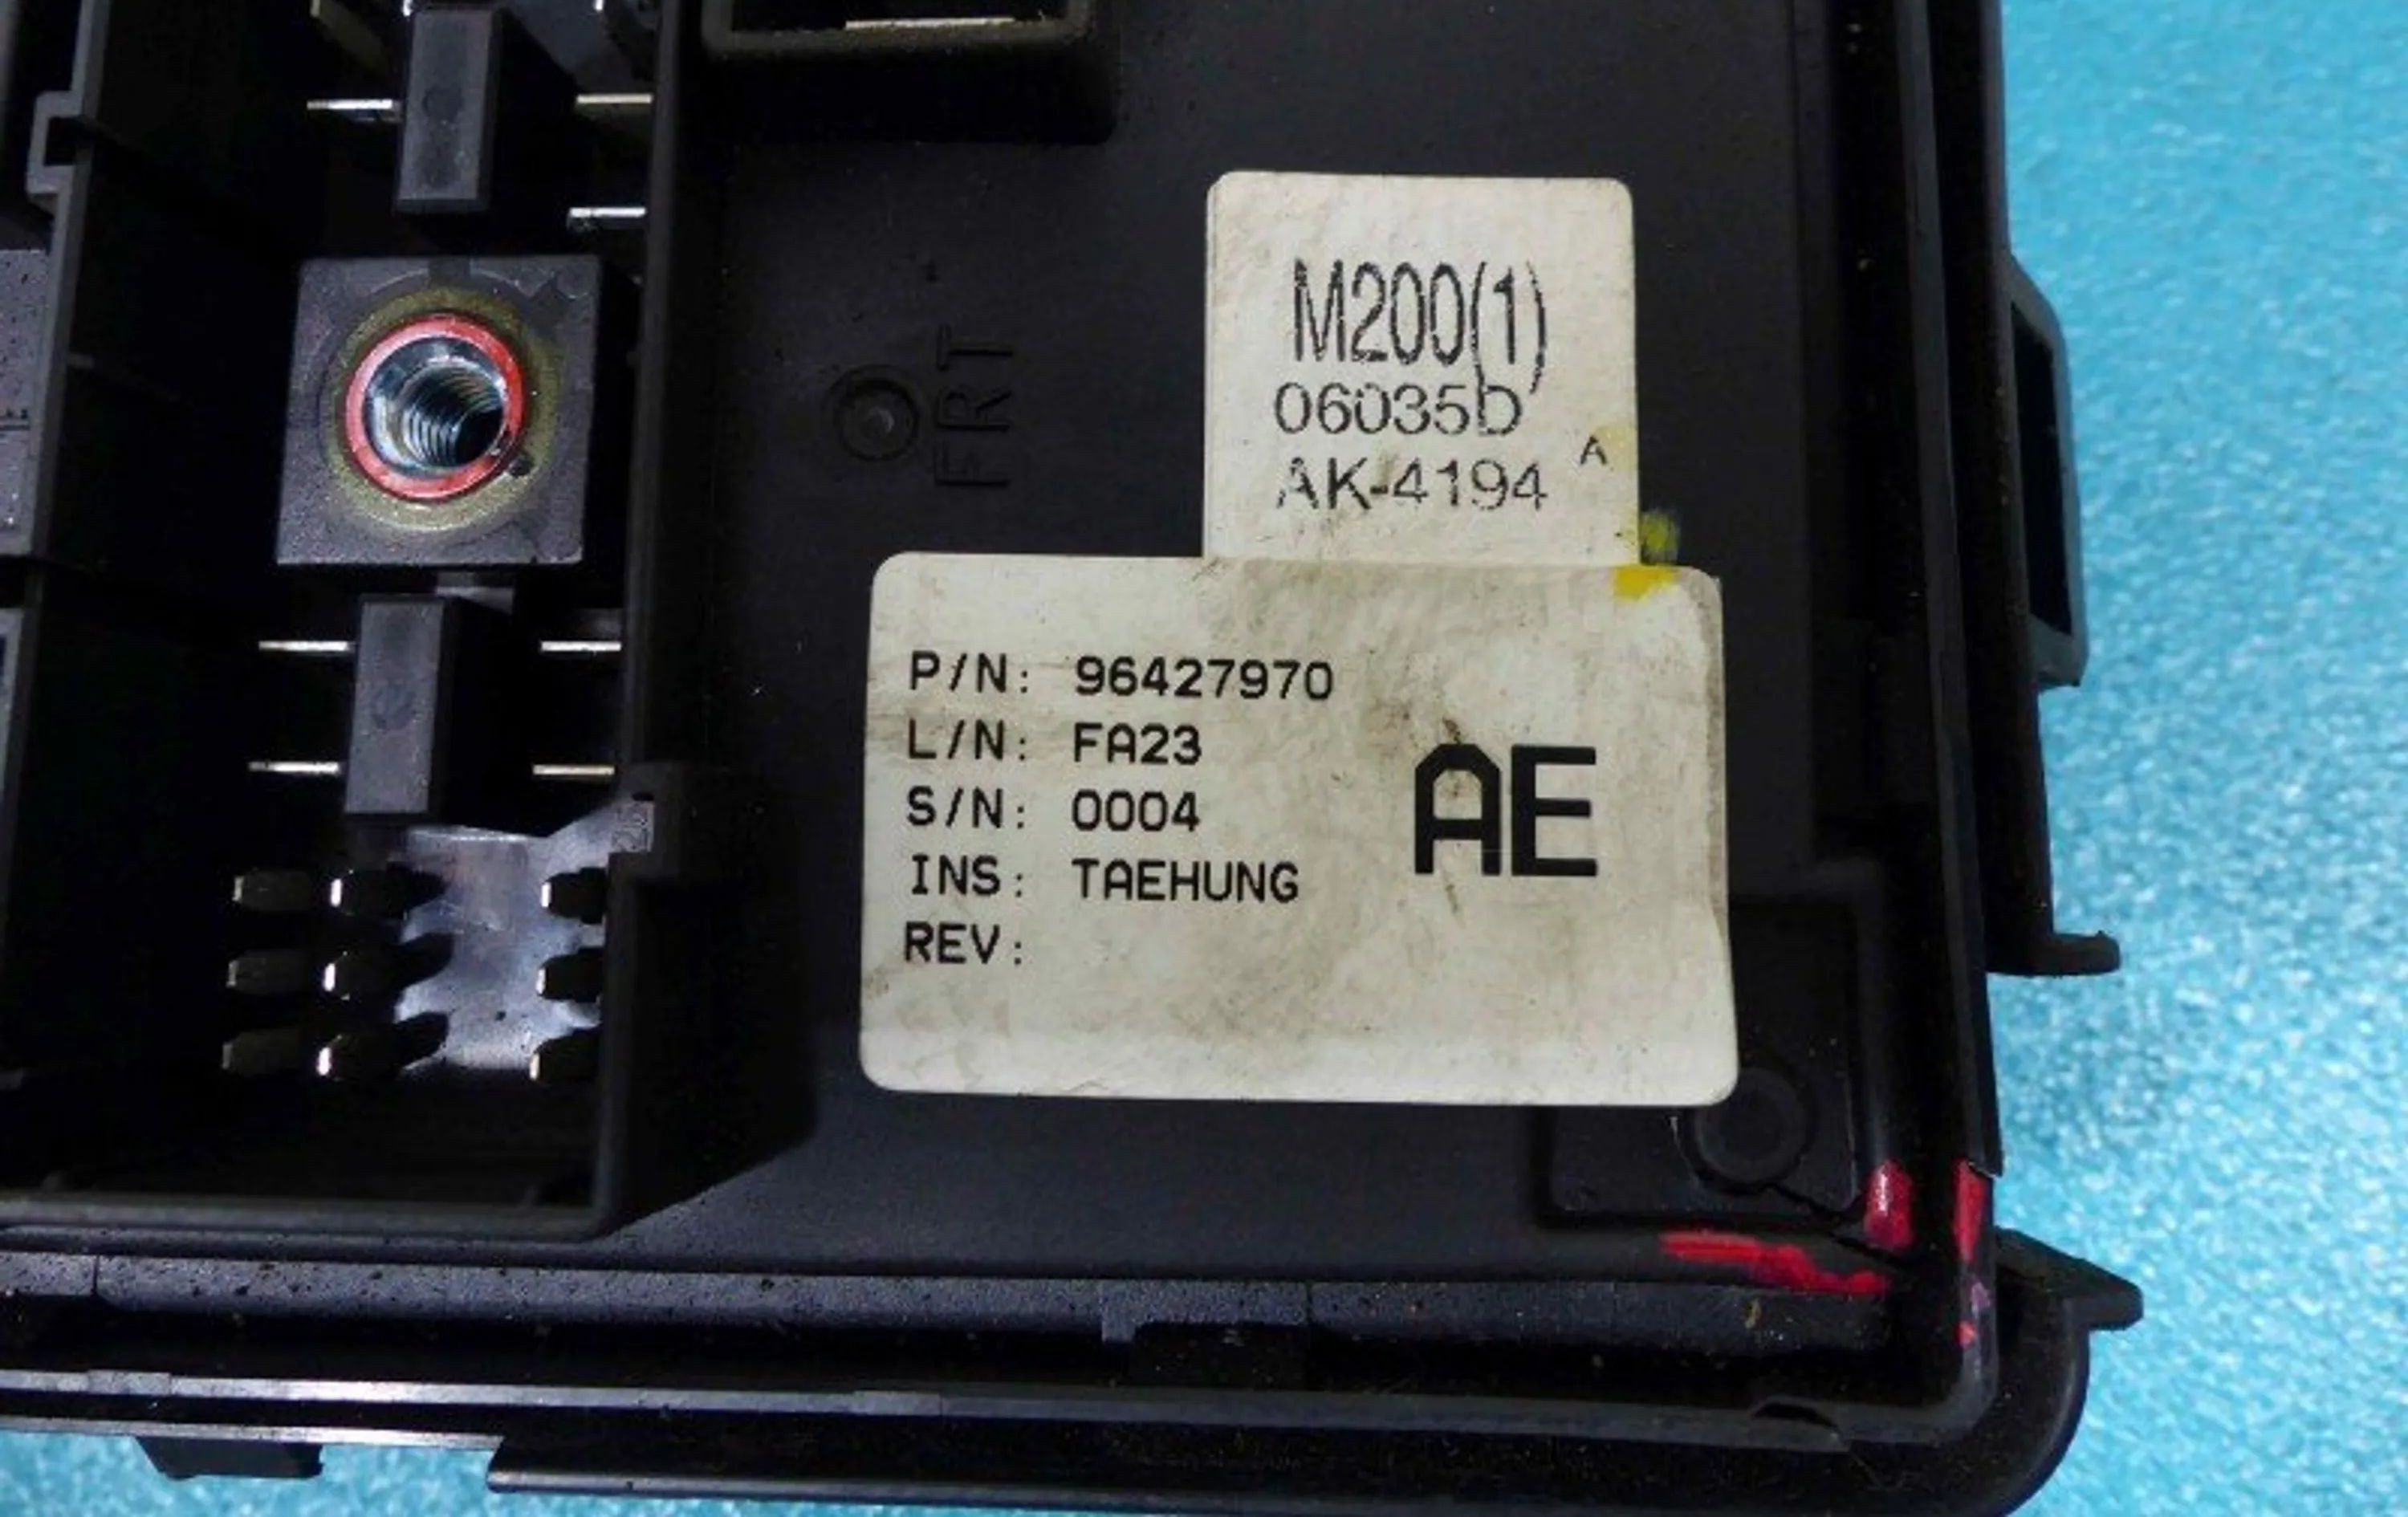 FRT
M200(1)
06035D
A
AK-4194
P/N: 96427970
L/N: FA23
S/N: 0004
INS: TAEHUNG
AE
REV: